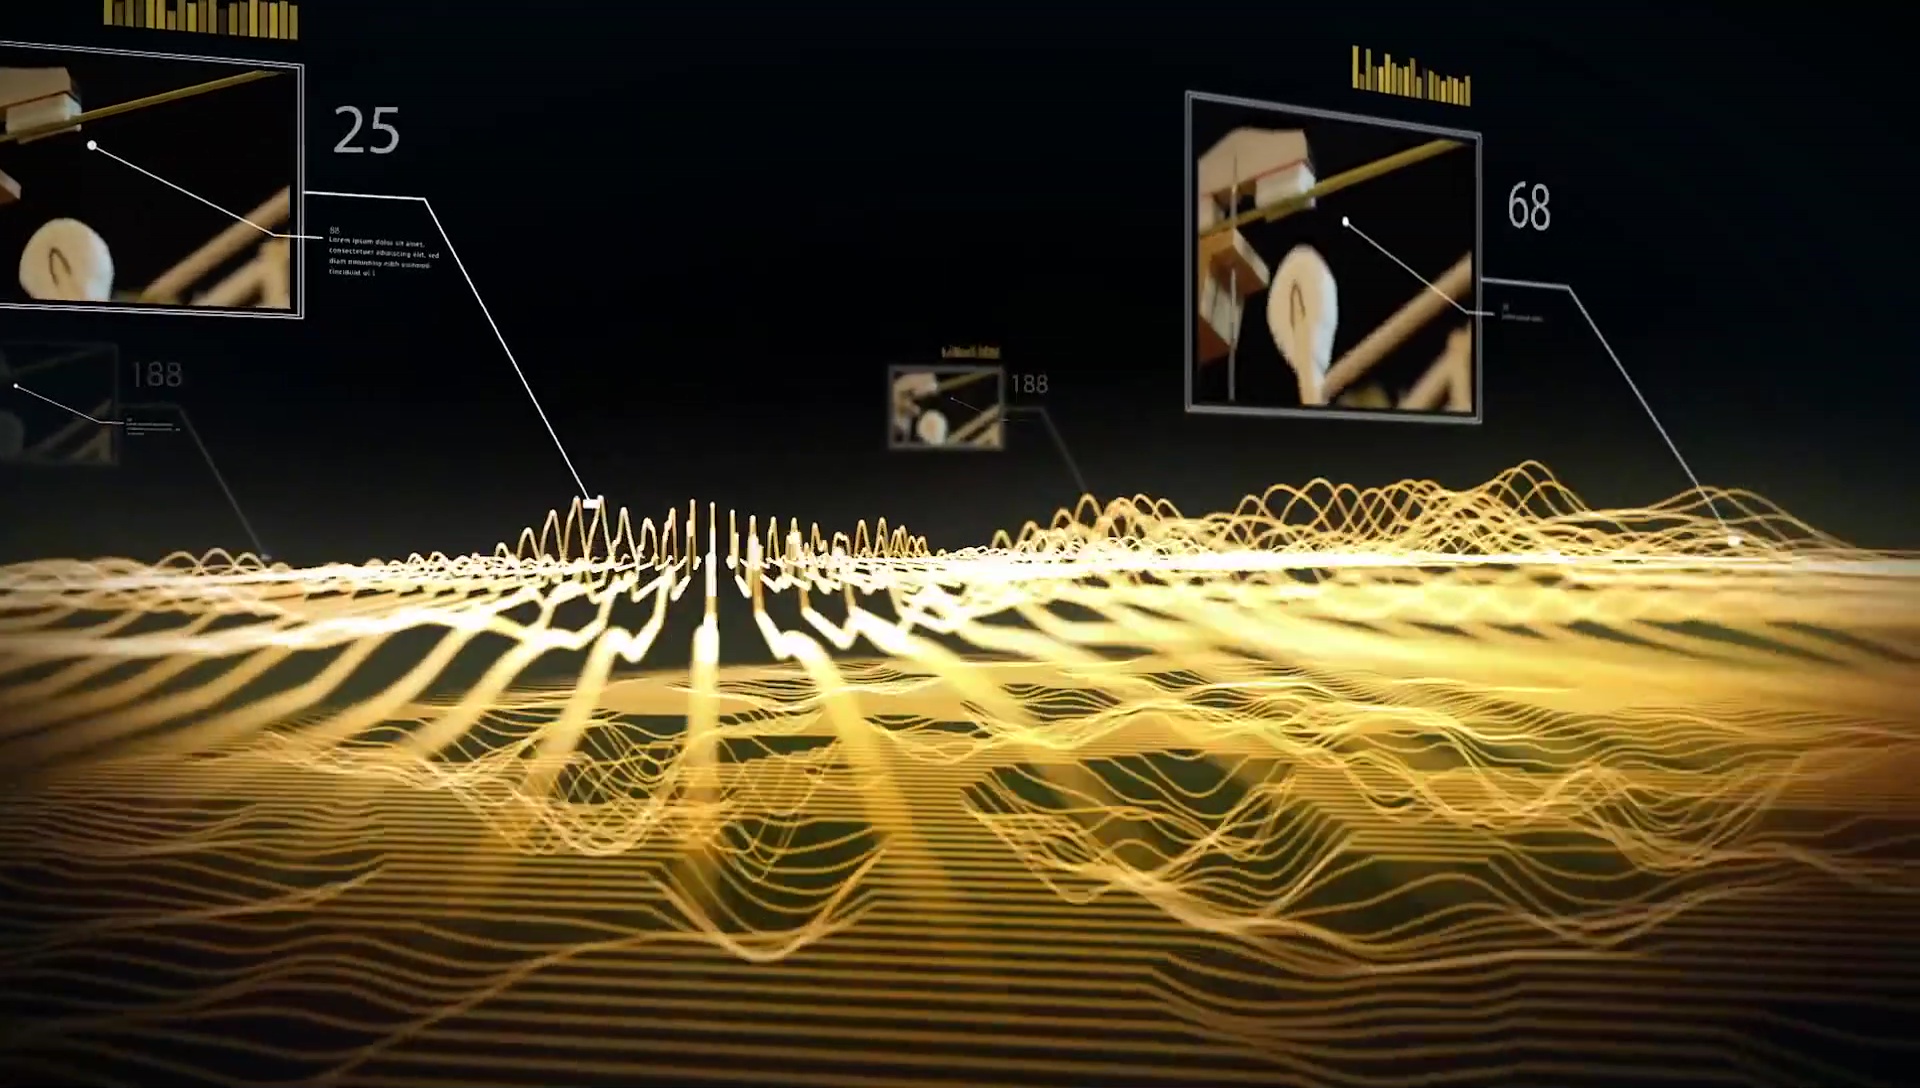 25
68
88
Lorem ipsum dolor sit amet,
consectetuer adipiscing elit, sed
diam nonummy nibh euismod
tincidunt ut l
188
188